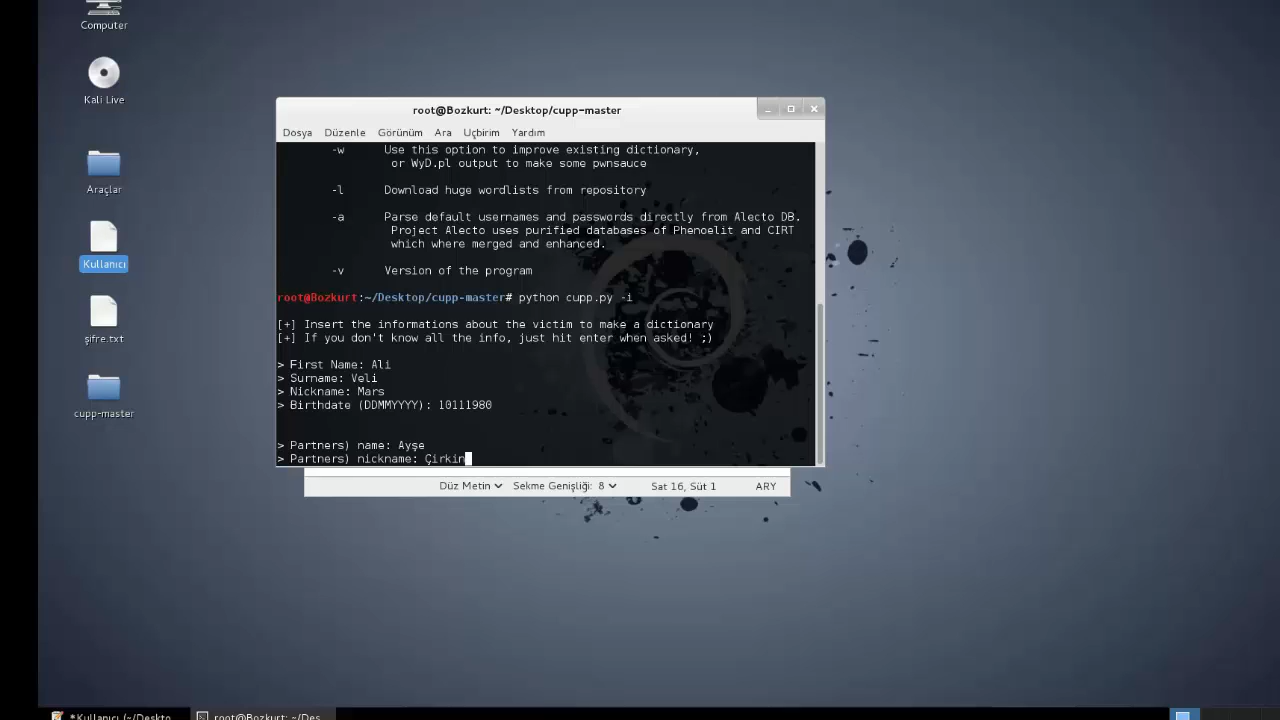 Computer
Kali Live
Araçlar
Kullanıcı
şifre.txt
cupp-master
root@Bozkurt: ~/Desktop/cupp-master
Dosya Düzenle Görünüm Ara Uçbirim Yardım
-w Use this option to improve existing dictionary,
or WyD.pl output to make some pwnsauce
-l Download huge wordlists from repository
-a Parse default usernames and passwords directly from Alecto DB.
Project Alecto uses purified databases of Phenoelit and CIRT
which where merged and enhanced.
-v Version of the program
root@Bozkurt:~/Desktop/cupp-master# python cupp.py -i
[+] Insert the informations about the victim to make a dictionary
[+] If you don't know all the info, just hit enter when asked! ;)
> First Name: Ali
> Surname: Veli
> Nickname: Mars
> Birthdate (DDMMYYYY): 10111980
> Partners) name: Ayşe
> Partners) nickname: Çirkin
Düz Metin Sekme Genişliği: 8 Sat 16, Süt 1 ARY
*Kullanıcı (~/Deskto... root@Bozkurt: ~/Des...